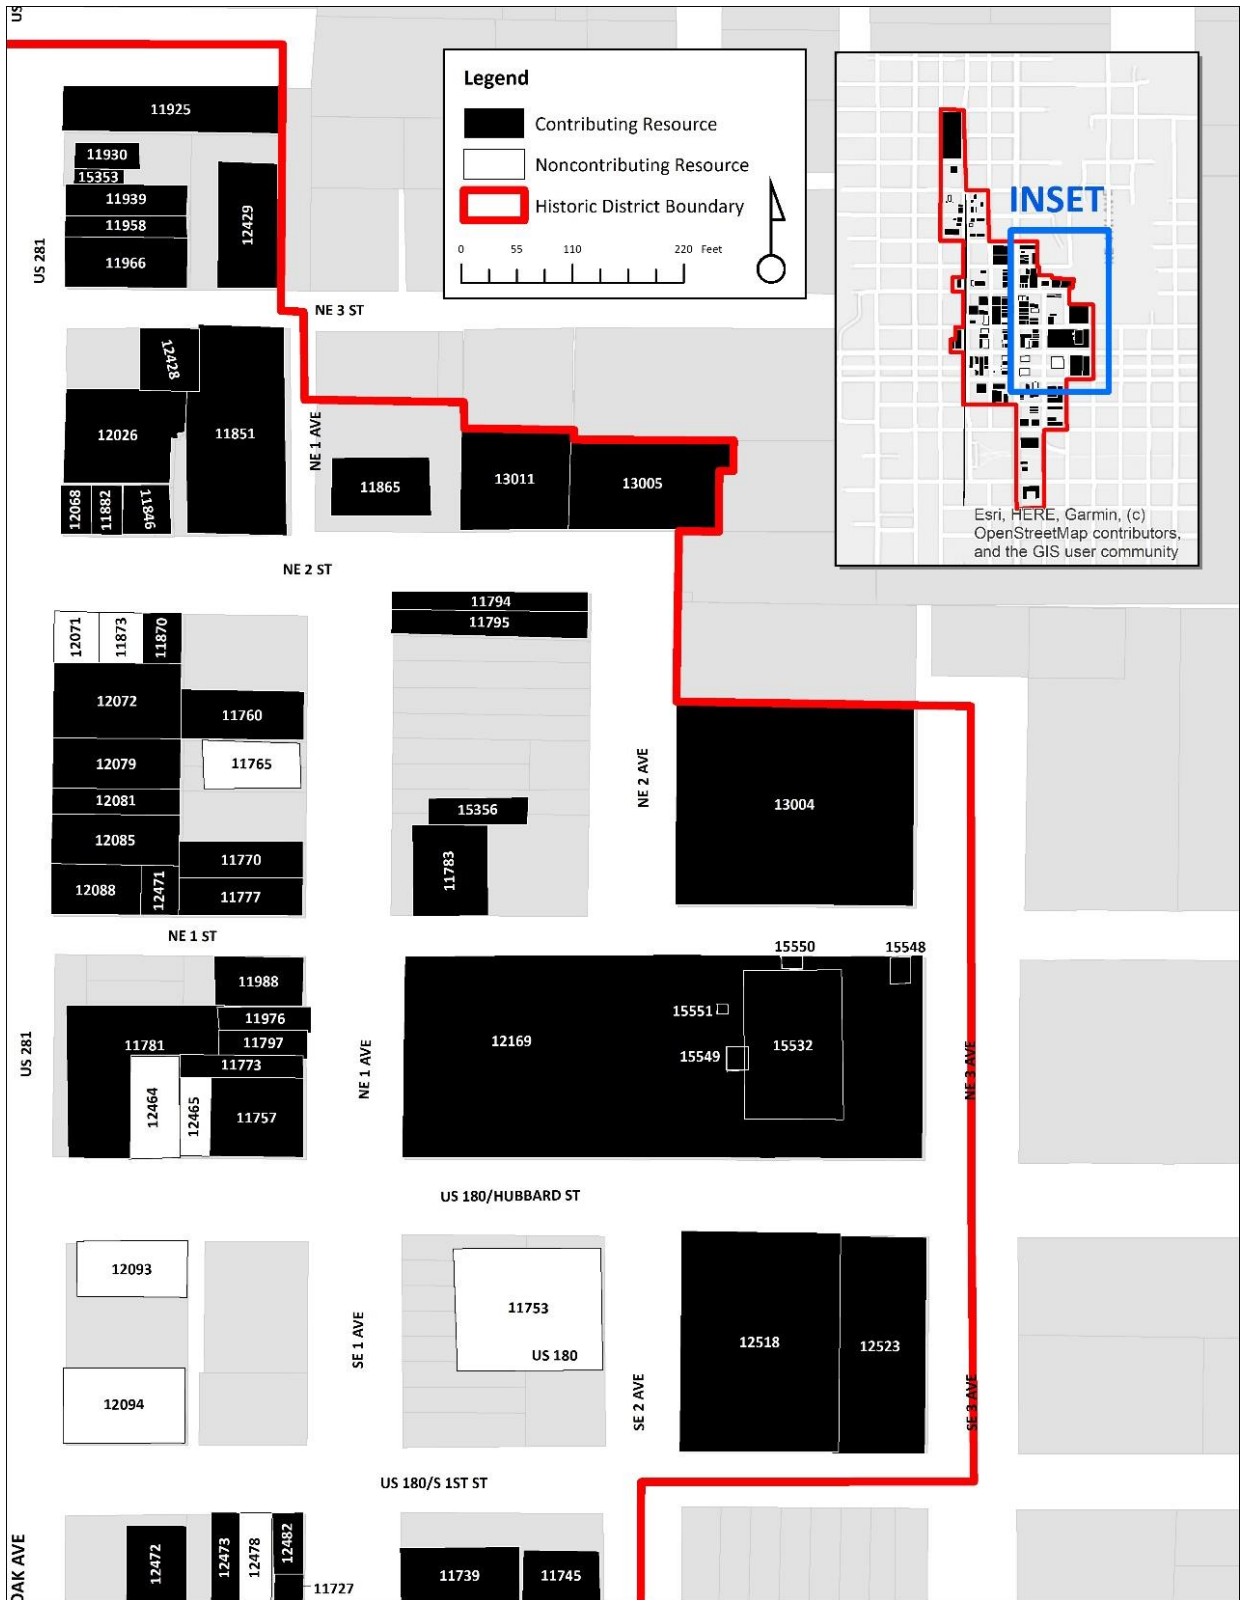 US
Legend
Contributing Resource
Noncontributing Resource
Historic District Boundary
0 55 110 220 Feet
INSET
Esri, HERE, Garmin, (c)
OpenStreetMap contributors,
and the GIS user community
11925
11930
15353
11939
11958
11966
12429
US 281
NE 3 ST
12428
12026
11851
12068
11882
11846
NE 1 AVE
11865
13011
13005
NE 2 ST
12071
11873
11870
12072
11760
12079
11765
12081
12085
11770
12088
12471
11777
11794
11795
15356
11783
NE 2 AVE
13004
NE 1 ST
11988
11976
11781
11797
11773
12464
12465
11757
US 281
NE 1 AVE
12169
15550
15548
15551
15549
15532
NE 3 AVE
US 180/HUBBARD ST
12093
12094
SE 1 AVE
11753
US 180
SE 2 AVE
12518
12523
SE 3 AVE
US 180/S 1ST ST
OAK AVE
12472
12473
12478
12482
11727
11739
11745